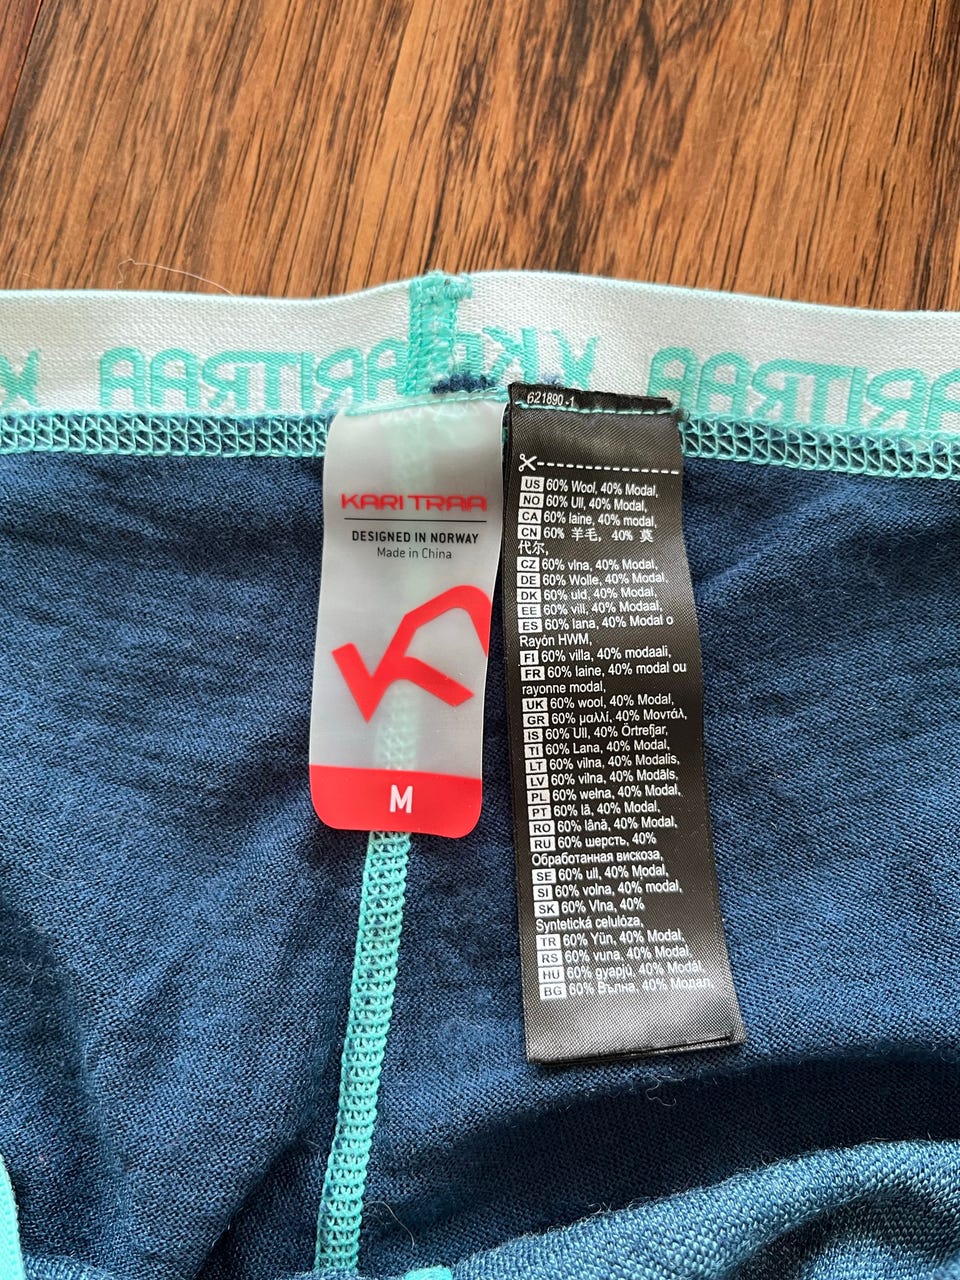 KARI TRAA
KARI TRAA
KARI TRAA
DESIGNED IN NORWAY
Made in China
M
621890-1
US 60% Wool, 40% Modal,
NO 60% Ull, 40% Modal,
CA 60% laine, 40% modal,
CN 60% 羊毛, 40% 莫
代尔,
CZ 60% vlna, 40% Modal,
DE 60% Wolle, 40% Modal,
DK 60% uld, 40% Modal,
EE 60% vill, 40% Modaal,
ES 60% lana, 40% Modal o
Rayón HWM,
FI 60% villa, 40% modaali,
FR 60% laine, 40% modal ou
rayonne modal,
UK 60% wool, 40% Modal,
GR 60% μαλλί, 40% Μοντάλ,
IS 60% Ull, 40% Örtrefjar,
TI 60% Lana, 40% Modal,
LT 60% vilna, 40% Modalis,
LV 60% vilna, 40% Modāls,
PL 60% wełna, 40% Modal,
PT 60% lã, 40% Modal,
RO 60% lână, 40% Modal,
RU 60% шерсть, 40%
Обработанная вискоза,
SE 60% ull, 40% Modal,
SI 60% volna, 40% modal,
SK 60% Vlna, 40%
Syntetická celulóza,
TR 60% Yün, 40% Modal,
RS 60% vuna, 40% Modal,
HU 60% gyapjú, 40% Modál,
BG 60% Вълна, 40% Модал,